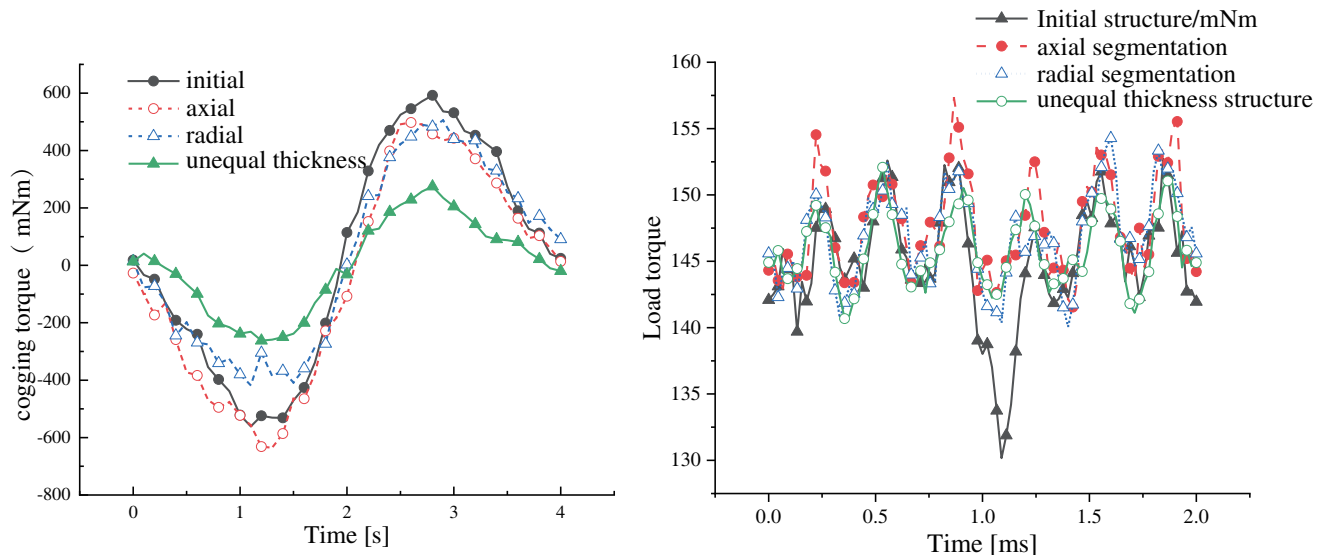 initial
axial
radial
unequal thickness
600
400
200
0
-200
-400
-600
-800
0
1
2
3
4
cogging torque ( mNm)
Time [s]
Initial structure/mNm
axial segmentation
radial segmentation
unequal thickness structure
160
155
150
145
140
135
130
0.0
0.5
1.0
1.5
2.0
Load torque
Time [ms]